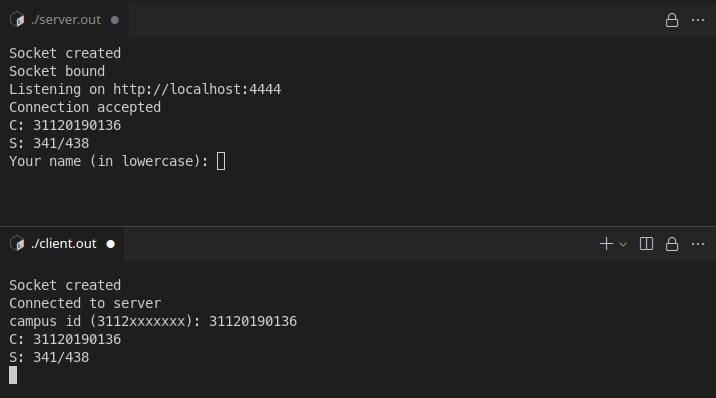 ./server.out
Socket created
Socket bound
Listening on http://localhost:4444
Connection accepted
C: 31120190136
S: 341/438
Your name (in lowercase):
./client.out
Socket created
Connected to server
campus id (3112xxxxxxx): 31120190136
C: 31120190136
S: 341/438